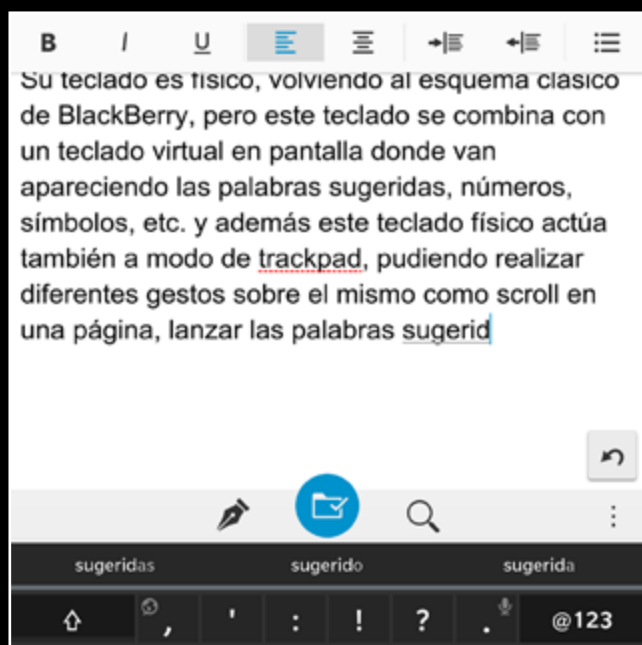 B I U
Su teclado es físico, volviendo al esquema clásico
de BlackBerry, pero este teclado se combina con
un teclado virtual en pantalla donde van
apareciendo las palabras sugeridas, números,
símbolos, etc. y además este teclado físico actúa
también a modo de trackpad, pudiendo realizar
diferentes gestos sobre el mismo como scroll en
una página, lanzar las palabras sugerid
sugeridas sugerido sugerida
, ' : ! ? . @123